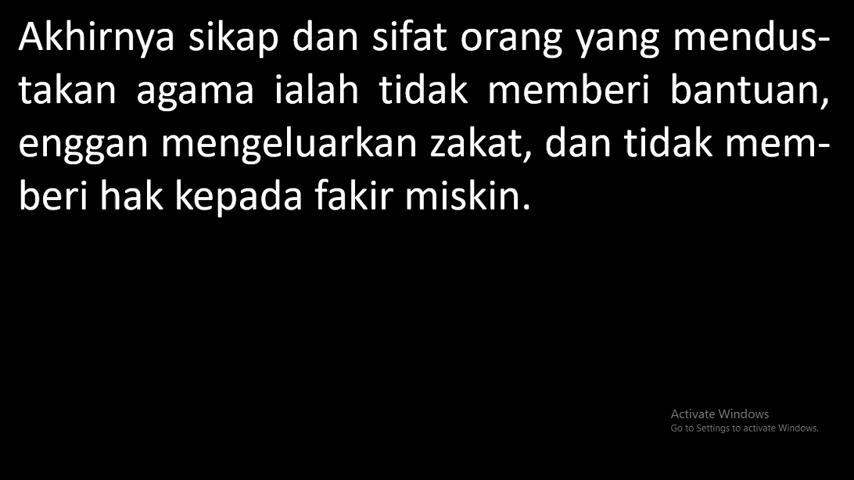 Akhirnya sikap dan sifat orang yang mendus-
takan agama ialah tidak memberi bantuan,
enggan mengeluarkan zakat, dan tidak mem-
beri hak kepada fakir miskin.
Activate Windows
Go to Settings to activate Windows.